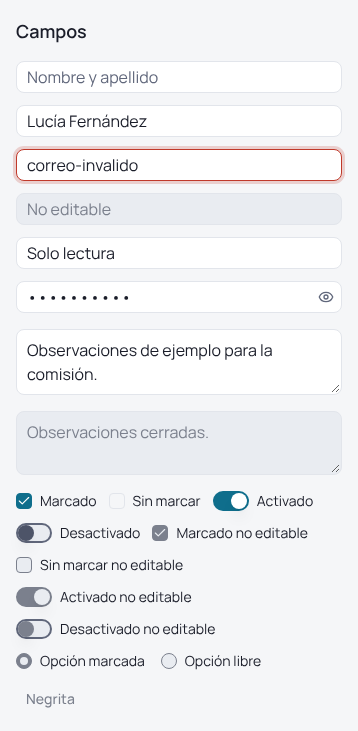 Campos
Nombre y apellido
Lucía Fernández
correo-invalido
No editable
Solo lectura
••••••••••
Observaciones de ejemplo para la
comisión.
Observaciones cerradas.
Marcado Sin marcar Activado
Desactivado Marcado no editable
Sin marcar no editable
Activado no editable
Desactivado no editable
Opción marcada Opción libre
Negrita